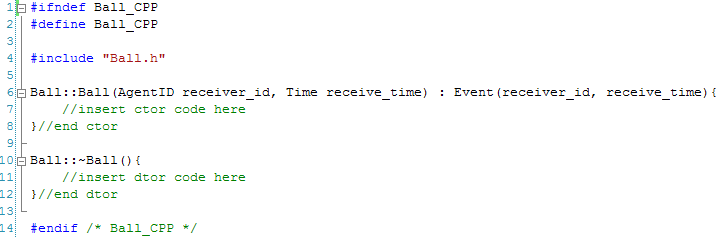 1 #ifndef Ball_CPP
2 #define Ball_CPP
3
4 #include "Ball.h"
5
6 Ball::Ball(AgentID receiver_id, Time receive_time) : Event(receiver_id, receive_time){
7     //insert ctor code here
8 }//end ctor
9
10 Ball::~Ball(){
11     //insert dtor code here
12 }//end dtor
13
14 #endif /* Ball_CPP */